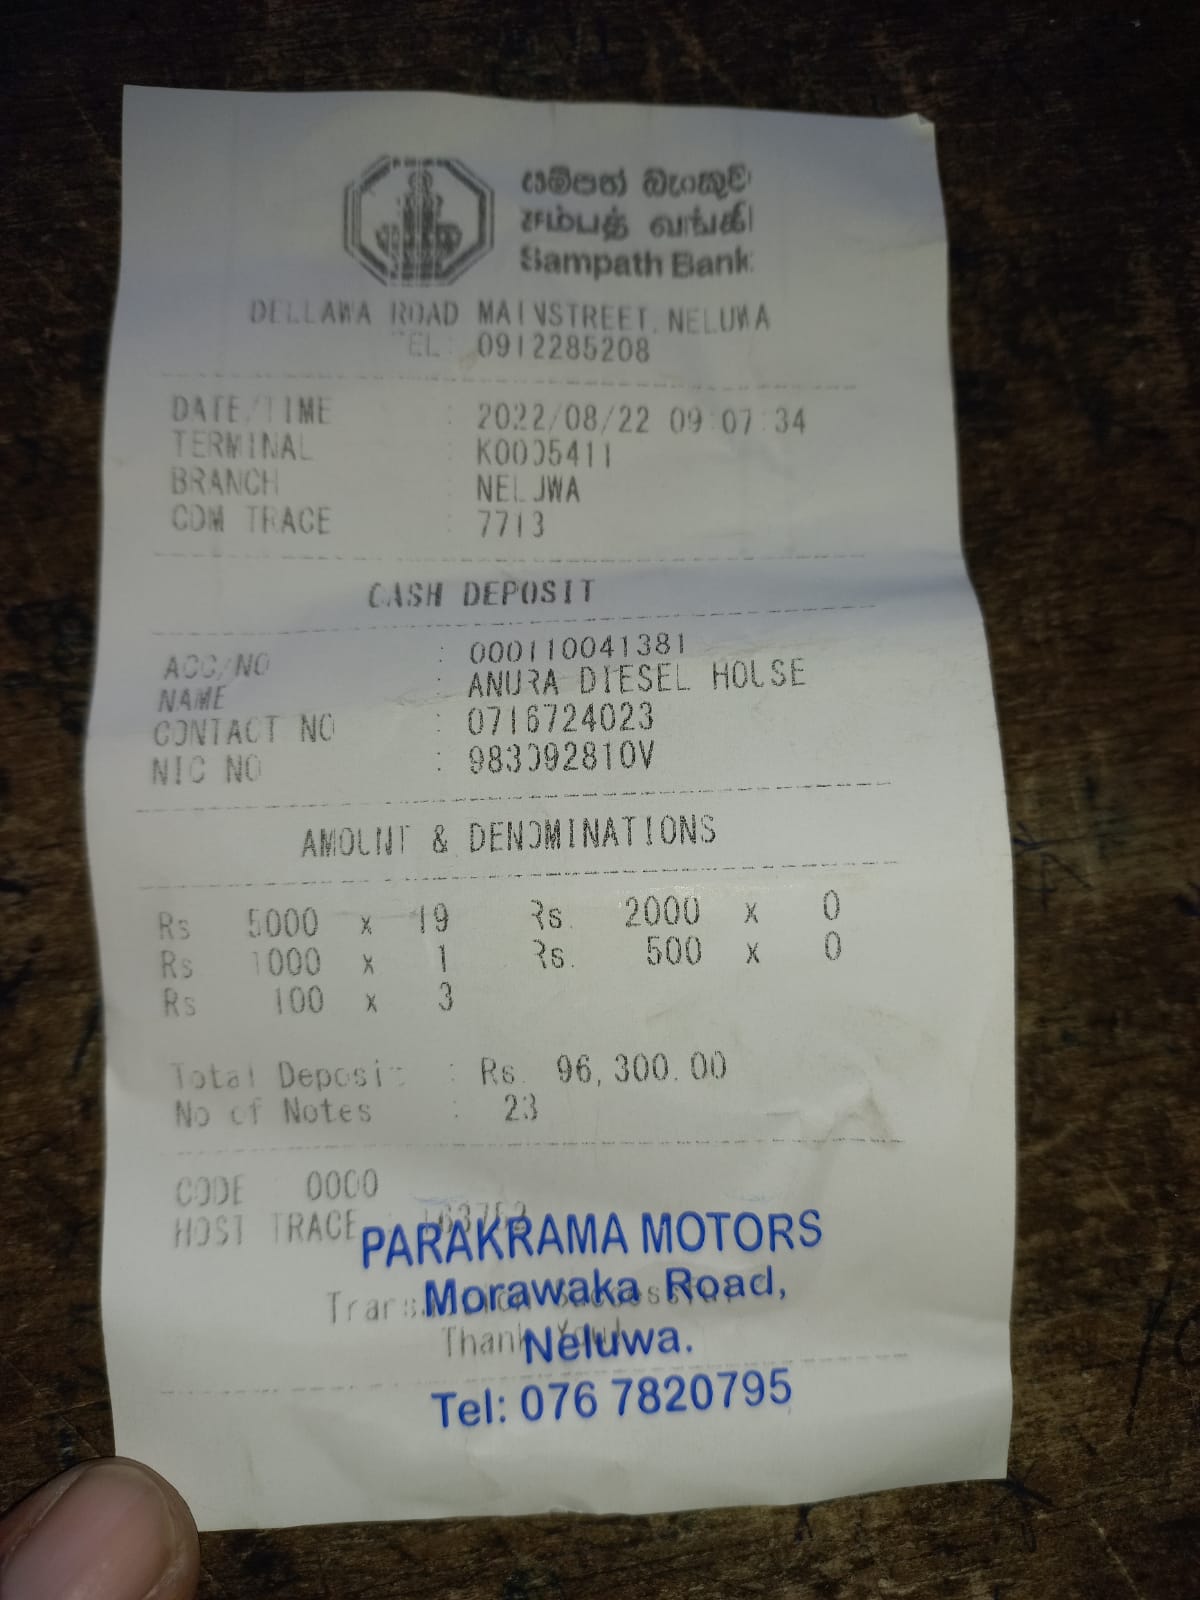 සම්පත් බැංකුව
சம்பத் வங்கி
Sampath Bank
DELLAWA ROAD MAINSTREET, NELUWA
TEL: 0912285208
DATE/TIME : 2022/08/22 09:07:34
TERMINAL : K0005411
BRANCH : NELUWA
CDM TRACE : 7713
CASH DEPOSIT
ACC/NO : 000110041381
NAME : ANURA DIESEL HOUSE
CONTACT NO : 0716724023
NIC NO : 983092810V
AMOUNT & DENOMINATIONS
Rs 5000 x 19 Rs. 2000 x 0
Rs 1000 x 1 Rs. 500 x 0
Rs 100 x 3
Total Deposit : Rs. 96,300.00
No of Notes : 23
CODE 0000
HOST TRACE :
PARAKRAMA MOTORS
Transaction Successful
Morawaka Road,
Thank You!
Neluwa.
Tel: 076 7820795